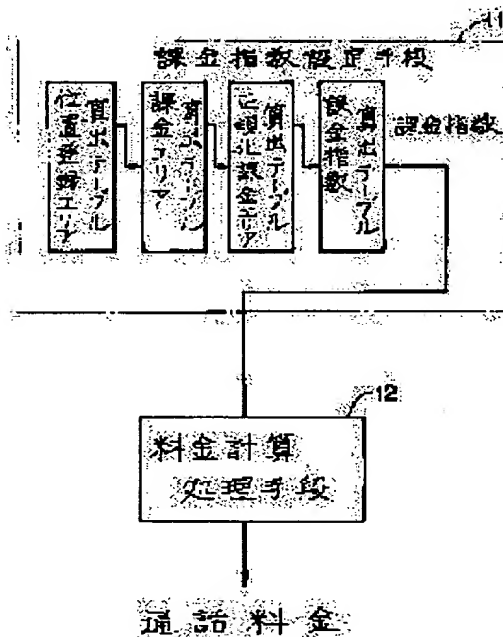 11
課金指数設定手段
位置登録エリア
算出テーブル
課金エリア
算出テーブル
正規化課金エリア
算出テーブル
課金指数
算出テーブル
課金指数
12
料金計算
処理手段
通話料金